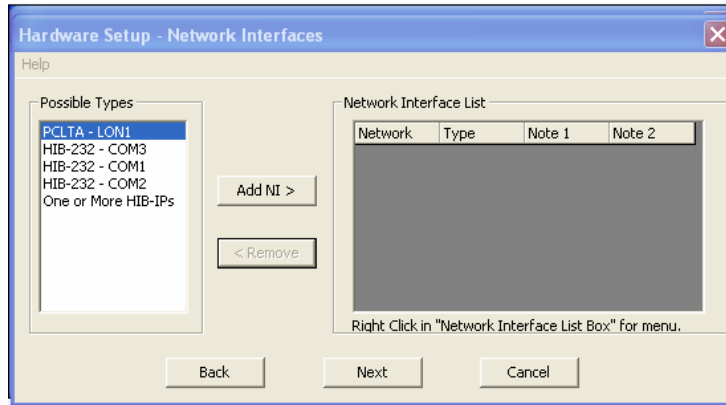 Hardware Setup - Network Interfaces
Help
Possible Types
PCLTA - LON1
HIB-232 - COM3
HIB-232 - COM1
HIB-232 - COM2
One or More HIB-IPs
Add NI >
< Remove
Network Interface List
Network Type Note 1 Note 2
Right Click in "Network Interface List Box" for menu.
Back Next Cancel